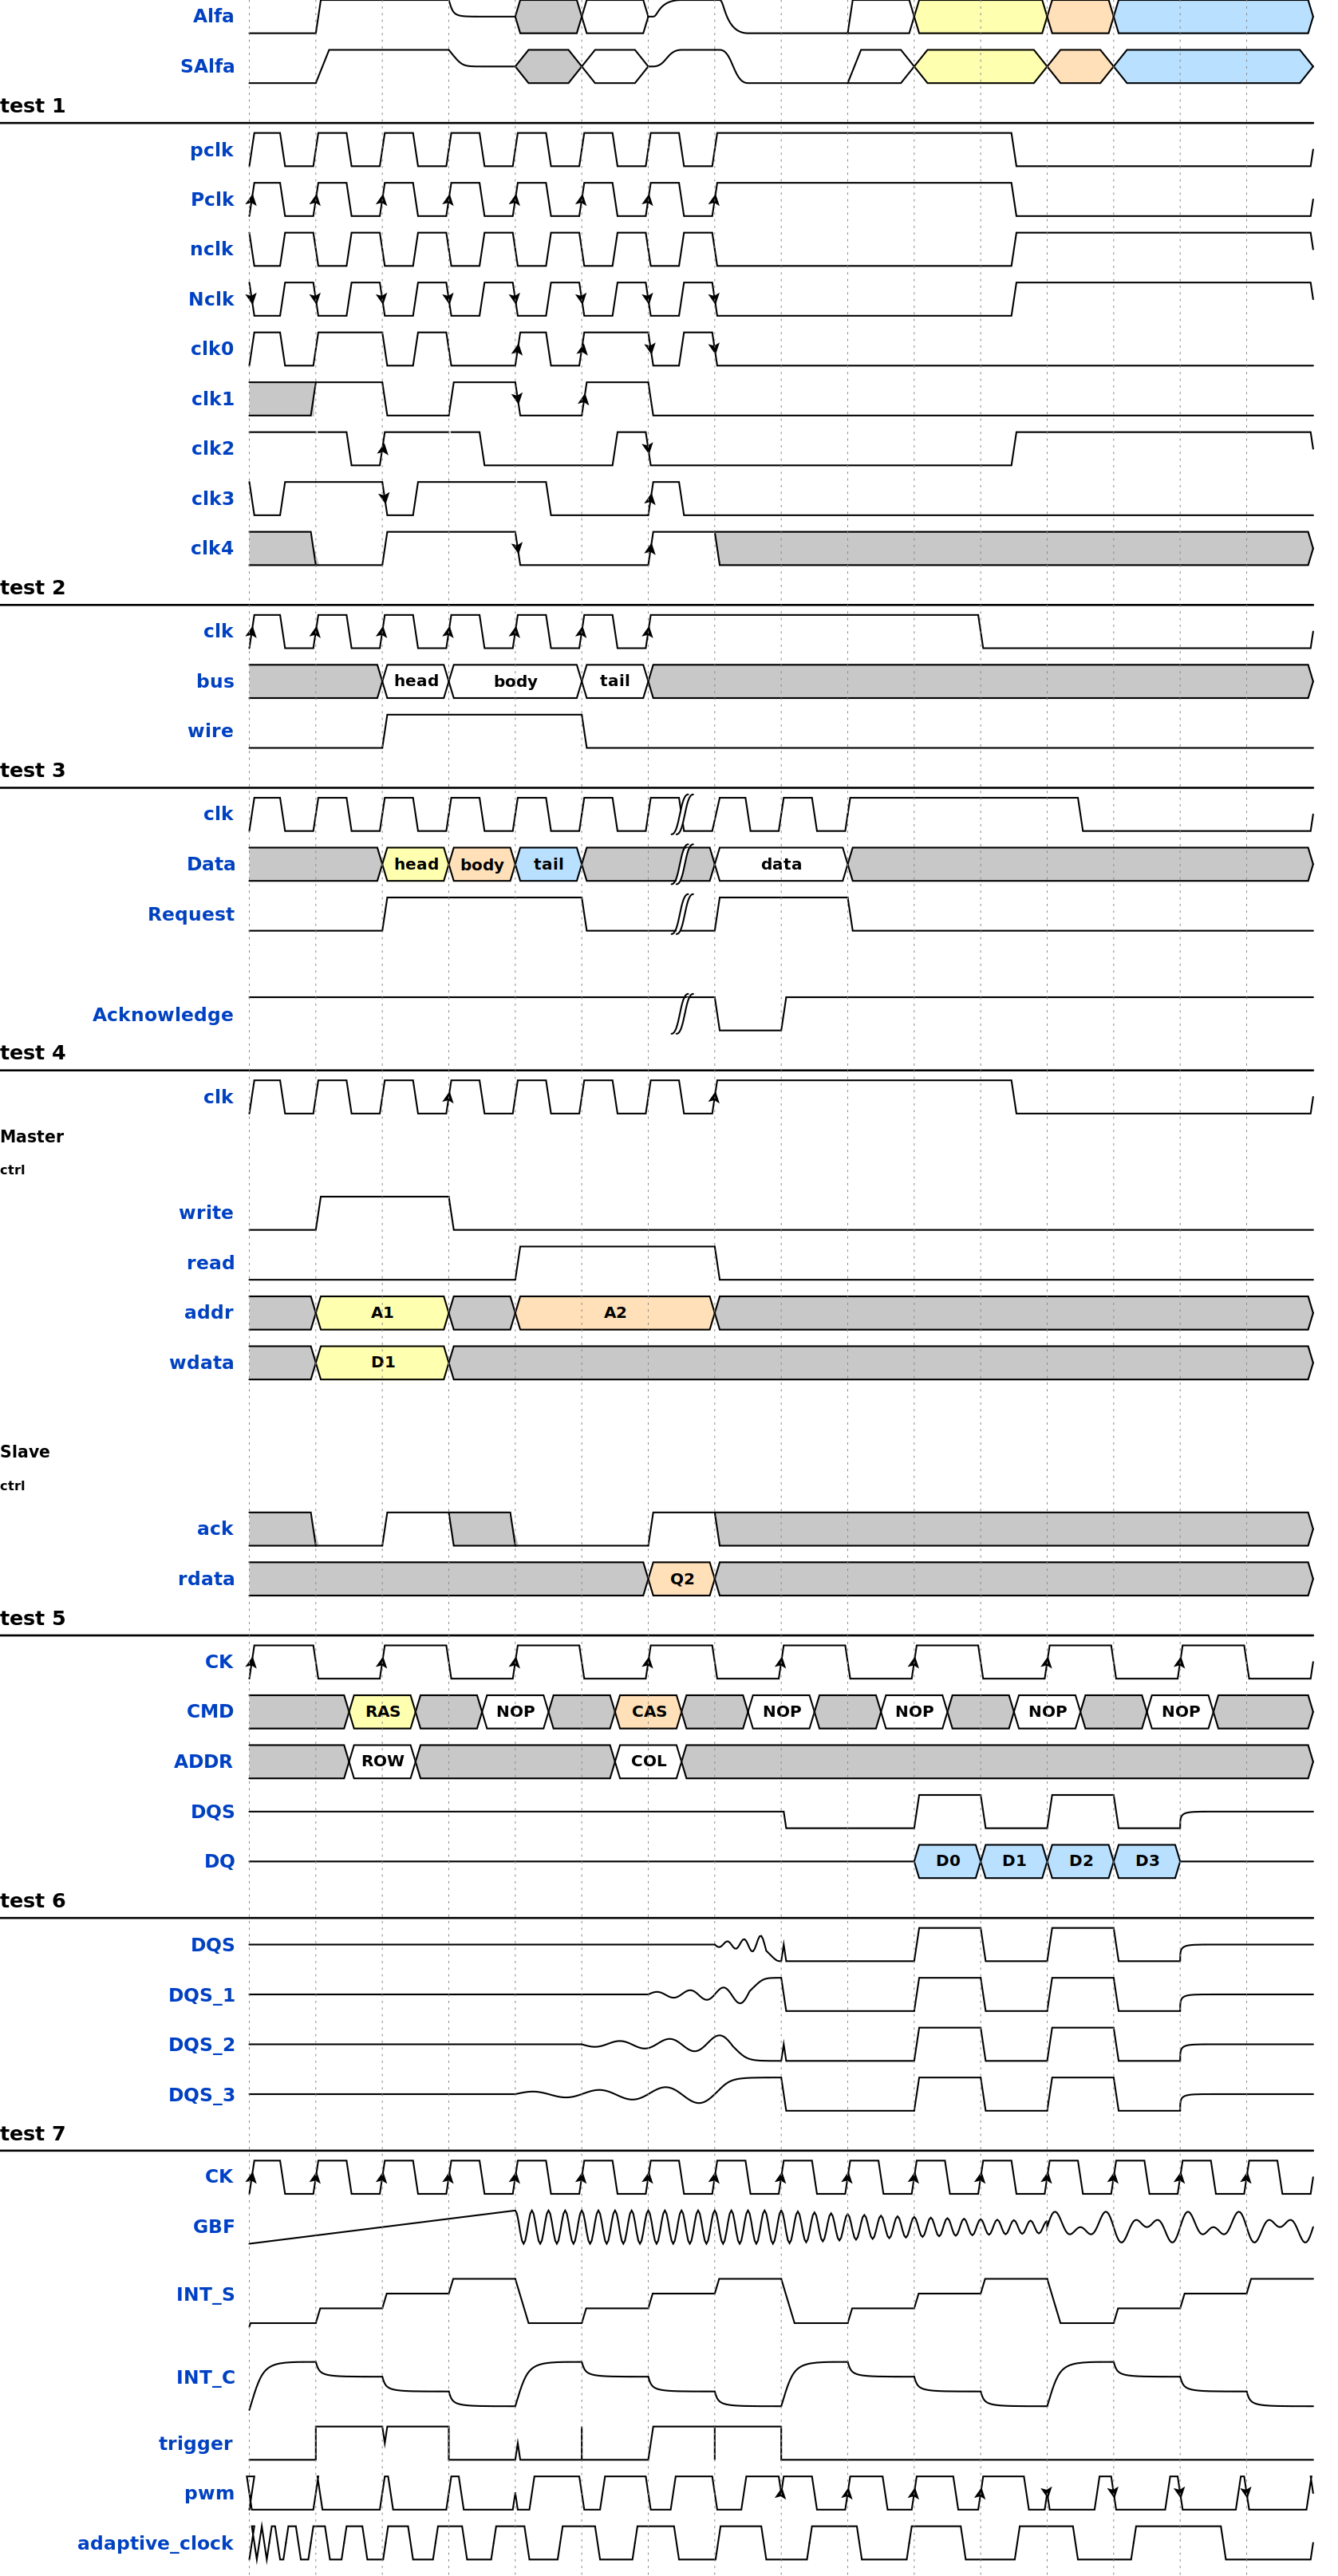 Alfa
SAlfa
test 1
pclk
Pclk
nclk
Nclk
clk0
clk1
clk2
clk3
clk4
test 2
clk
bus head body tail
wire
test 3
clk
Data head body tail data
Request
Acknowledge
test 4
clk
Master
ctrl
write
read
addr A1 A2
wdata D1
Slave
ctrl
ack
rdata Q2
test 5
CK
CMD RAS NOP CAS NOP NOP NOP NOP
ADDR ROW COL
DQS
DQ D0 D1 D2 D3
test 6
DQS
DQS_1
DQS_2
DQS_3
test 7
CK
GBF
INT_S
INT_C
trigger
pwm
adaptive_clock